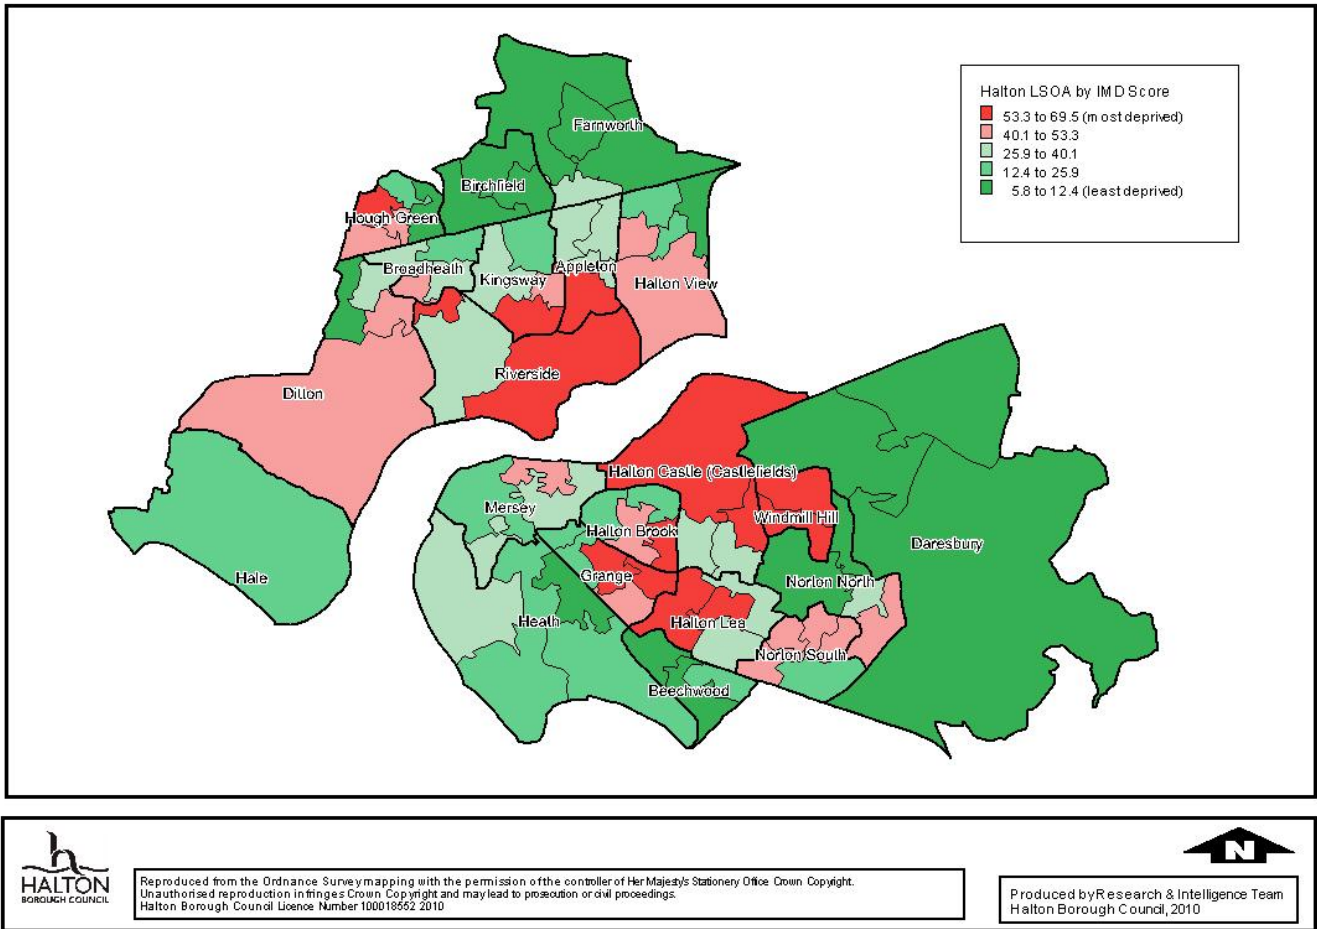 Halton LSOA by IMD Score
53.3 to 69.5 (most deprived)
40.1 to 53.3
25.9 to 40.1
12.4 to 25.9
5.8 to 12.4 (least deprived)
Farnworth
Birchfield
Hough Green
Broadheath
Kingsway
Appleton
Halton View
Riverside
Ditton
Halton Castle (Castlefields)
Mersey
Windmill Hill
Halton Brook
Daresbury
Hale
Grange
Norton North
Heath
Halton Lea
Norton South
Beechwood
h
HALTON
BOROUGH COUNCIL
Reproduced from the Ordnance Survey mapping with the permission of the controller of Her Majesty's Stationery Office Crown Copyright.
Unauthorised reproduction infringes Crown Copyright and may lead to prosecution or civil proceedings.
Halton Borough Council Licence Number 100018552 2010
N
Produced by Research & Intelligence Team
Halton Borough Council, 2010